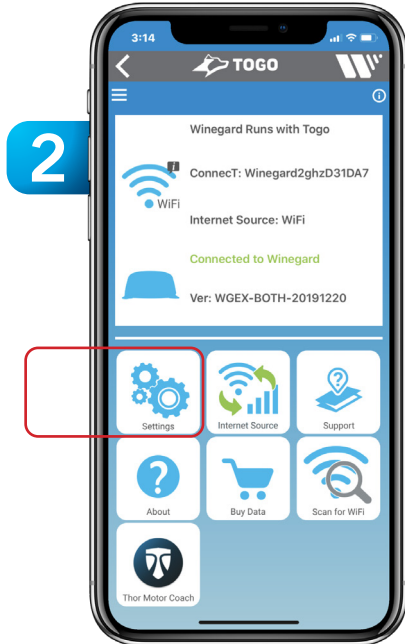 2
3:14
TOGO
Winegard Runs with Togo
ConnecT: Winegard2ghzD31DA7
WiFi
Internet Source: WiFi
Connected to Winegard
Ver: WGEX-BOTH-20191220
Settings
Internet Source
Support
About
Buy Data
Scan for WiFi
Thor Motor Coach